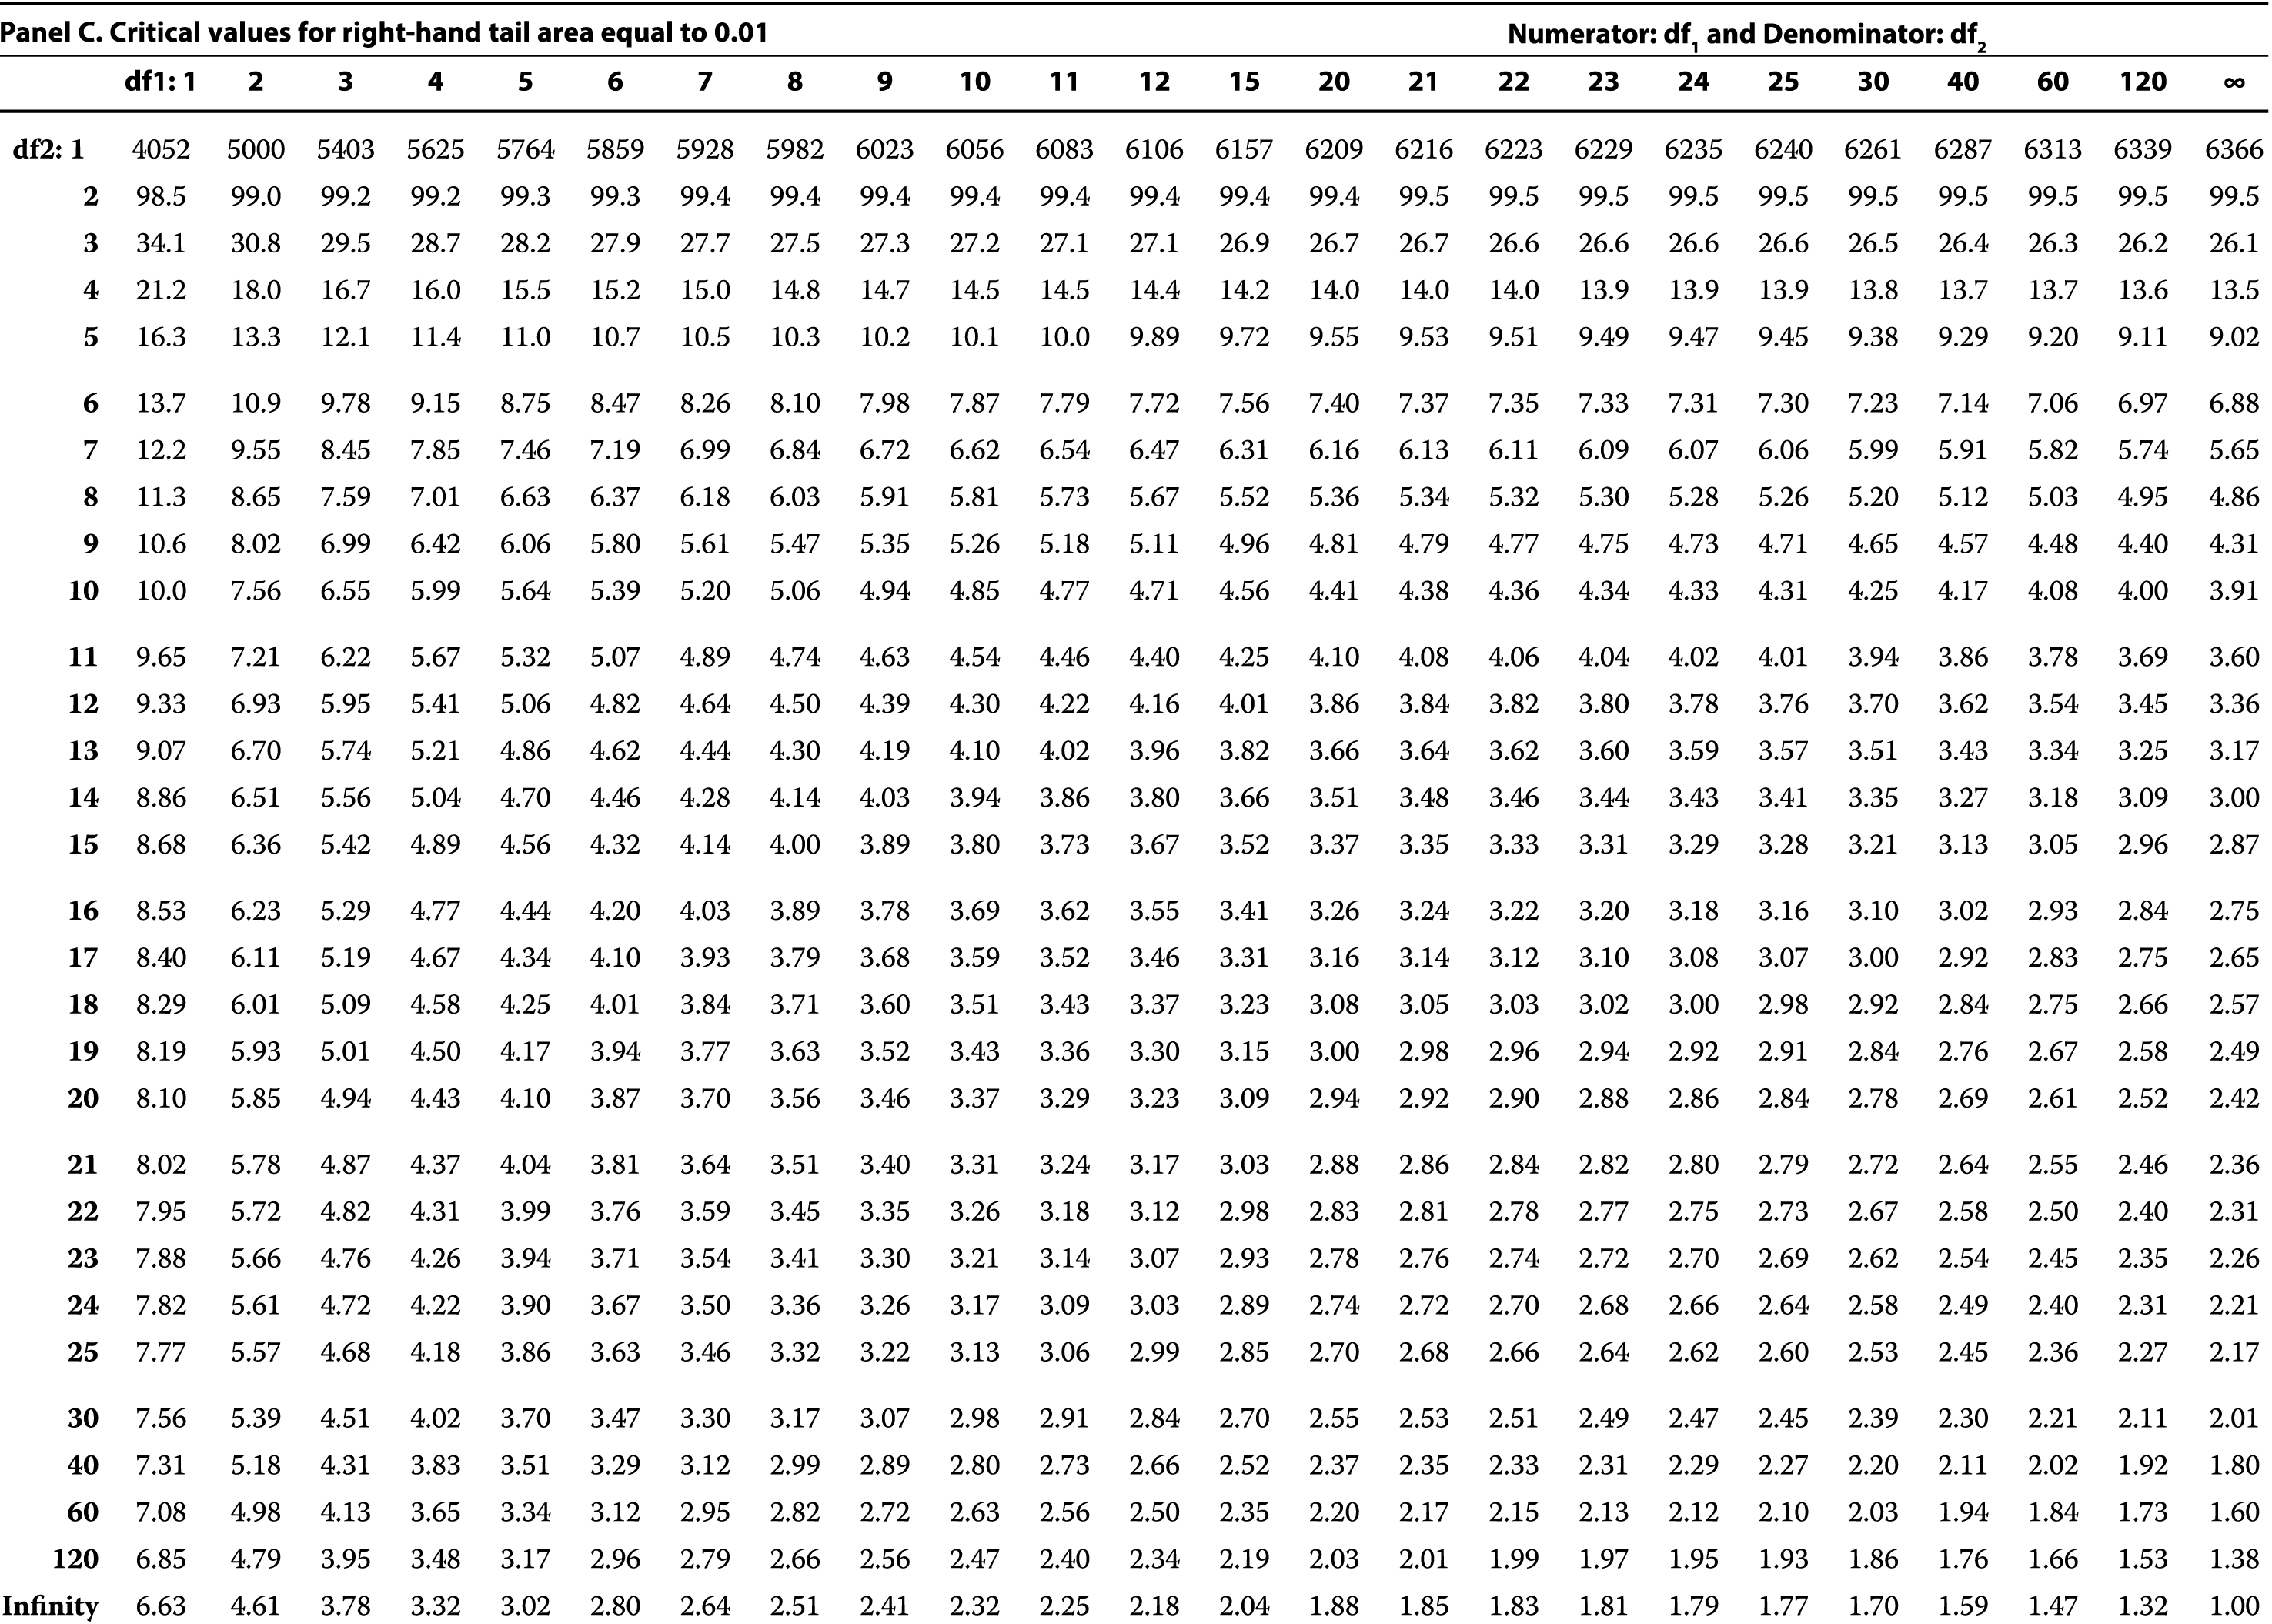 Panel C. Critical values for right-hand tail area equal to 0.01 Numerator: df1 and Denominator: df2
df1: 1 2 3 4 5 6 7 8 9 10 11 12 15 20 21 22 23 24 25 30 40 60 120 ∞
df2: 1 4052 5000 5403 5625 5764 5859 5928 5982 6023 6056 6083 6106 6157 6209 6216 6223 6229 6235 6240 6261 6287 6313 6339 6366
2 98.5 99.0 99.2 99.2 99.3 99.3 99.4 99.4 99.4 99.4 99.4 99.4 99.4 99.4 99.5 99.5 99.5 99.5 99.5 99.5 99.5 99.5 99.5 99.5
3 34.1 30.8 29.5 28.7 28.2 27.9 27.7 27.5 27.3 27.2 27.1 27.1 26.9 26.7 26.7 26.6 26.6 26.6 26.6 26.5 26.4 26.3 26.2 26.1
4 21.2 18.0 16.7 16.0 15.5 15.2 15.0 14.8 14.7 14.5 14.5 14.4 14.2 14.0 14.0 14.0 13.9 13.9 13.9 13.8 13.7 13.7 13.6 13.5
5 16.3 13.3 12.1 11.4 11.0 10.7 10.5 10.3 10.2 10.1 10.0 9.89 9.72 9.55 9.53 9.51 9.49 9.47 9.45 9.38 9.29 9.20 9.11 9.02
6 13.7 10.9 9.78 9.15 8.75 8.47 8.26 8.10 7.98 7.87 7.79 7.72 7.56 7.40 7.37 7.35 7.33 7.31 7.30 7.23 7.14 7.06 6.97 6.88
7 12.2 9.55 8.45 7.85 7.46 7.19 6.99 6.84 6.72 6.62 6.54 6.47 6.31 6.16 6.13 6.11 6.09 6.07 6.06 5.99 5.91 5.82 5.74 5.65
8 11.3 8.65 7.59 7.01 6.63 6.37 6.18 6.03 5.91 5.81 5.73 5.67 5.52 5.36 5.34 5.32 5.30 5.28 5.26 5.20 5.12 5.03 4.95 4.86
9 10.6 8.02 6.99 6.42 6.06 5.80 5.61 5.47 5.35 5.26 5.18 5.11 4.96 4.81 4.79 4.77 4.75 4.73 4.71 4.65 4.57 4.48 4.40 4.31
10 10.0 7.56 6.55 5.99 5.64 5.39 5.20 5.06 4.94 4.85 4.77 4.71 4.56 4.41 4.38 4.36 4.34 4.33 4.31 4.25 4.17 4.08 4.00 3.91
11 9.65 7.21 6.22 5.67 5.32 5.07 4.89 4.74 4.63 4.54 4.46 4.40 4.25 4.10 4.08 4.06 4.04 4.02 4.01 3.94 3.86 3.78 3.69 3.60
12 9.33 6.93 5.95 5.41 5.06 4.82 4.64 4.50 4.39 4.30 4.22 4.16 4.01 3.86 3.84 3.82 3.80 3.78 3.76 3.70 3.62 3.54 3.45 3.36
13 9.07 6.70 5.74 5.21 4.86 4.62 4.44 4.30 4.19 4.10 4.02 3.96 3.82 3.66 3.64 3.62 3.60 3.59 3.57 3.51 3.43 3.34 3.25 3.17
14 8.86 6.51 5.56 5.04 4.70 4.46 4.28 4.14 4.03 3.94 3.86 3.80 3.66 3.51 3.48 3.46 3.44 3.43 3.41 3.35 3.27 3.18 3.09 3.00
15 8.68 6.36 5.42 4.89 4.56 4.32 4.14 4.00 3.89 3.80 3.73 3.67 3.52 3.37 3.35 3.33 3.31 3.29 3.28 3.21 3.13 3.05 2.96 2.87
16 8.53 6.23 5.29 4.77 4.44 4.20 4.03 3.89 3.78 3.69 3.62 3.55 3.41 3.26 3.24 3.22 3.20 3.18 3.16 3.10 3.02 2.93 2.84 2.75
17 8.40 6.11 5.19 4.67 4.34 4.10 3.93 3.79 3.68 3.59 3.52 3.46 3.31 3.16 3.14 3.12 3.10 3.08 3.07 3.00 2.92 2.83 2.75 2.65
18 8.29 6.01 5.09 4.58 4.25 4.01 3.84 3.71 3.60 3.51 3.43 3.37 3.23 3.08 3.05 3.03 3.02 3.00 2.98 2.92 2.84 2.75 2.66 2.57
19 8.19 5.93 5.01 4.50 4.17 3.94 3.77 3.63 3.52 3.43 3.36 3.30 3.15 3.00 2.98 2.96 2.94 2.92 2.91 2.84 2.76 2.67 2.58 2.49
20 8.10 5.85 4.94 4.43 4.10 3.87 3.70 3.56 3.46 3.37 3.29 3.23 3.09 2.94 2.92 2.90 2.88 2.86 2.84 2.78 2.69 2.61 2.52 2.42
21 8.02 5.78 4.87 4.37 4.04 3.81 3.64 3.51 3.40 3.31 3.24 3.17 3.03 2.88 2.86 2.84 2.82 2.80 2.79 2.72 2.64 2.55 2.46 2.36
22 7.95 5.72 4.82 4.31 3.99 3.76 3.59 3.45 3.35 3.26 3.18 3.12 2.98 2.83 2.81 2.78 2.77 2.75 2.73 2.67 2.58 2.50 2.40 2.31
23 7.88 5.66 4.76 4.26 3.94 3.71 3.54 3.41 3.30 3.21 3.14 3.07 2.93 2.78 2.76 2.74 2.72 2.70 2.69 2.62 2.54 2.45 2.35 2.26
24 7.82 5.61 4.72 4.22 3.90 3.67 3.50 3.36 3.26 3.17 3.09 3.03 2.89 2.74 2.72 2.70 2.68 2.66 2.64 2.58 2.49 2.40 2.31 2.21
25 7.77 5.57 4.68 4.18 3.86 3.63 3.46 3.32 3.22 3.13 3.06 2.99 2.85 2.70 2.68 2.66 2.64 2.62 2.60 2.53 2.45 2.36 2.27 2.17
30 7.56 5.39 4.51 4.02 3.70 3.47 3.30 3.17 3.07 2.98 2.91 2.84 2.70 2.55 2.53 2.51 2.49 2.47 2.45 2.39 2.30 2.21 2.11 2.01
40 7.31 5.18 4.31 3.83 3.51 3.29 3.12 2.99 2.89 2.80 2.73 2.66 2.52 2.37 2.35 2.33 2.31 2.29 2.27 2.20 2.11 2.02 1.92 1.80
60 7.08 4.98 4.13 3.65 3.34 3.12 2.95 2.82 2.72 2.63 2.56 2.50 2.35 2.20 2.17 2.15 2.13 2.12 2.10 2.03 1.94 1.84 1.73 1.60
120 6.85 4.79 3.95 3.48 3.17 2.96 2.79 2.66 2.56 2.47 2.40 2.34 2.19 2.03 2.01 1.99 1.97 1.95 1.93 1.86 1.76 1.66 1.53 1.38
Infinity 6.63 4.61 3.78 3.32 3.02 2.80 2.64 2.51 2.41 2.32 2.25 2.18 2.04 1.88 1.85 1.83 1.81 1.79 1.77 1.70 1.59 1.47 1.32 1.00